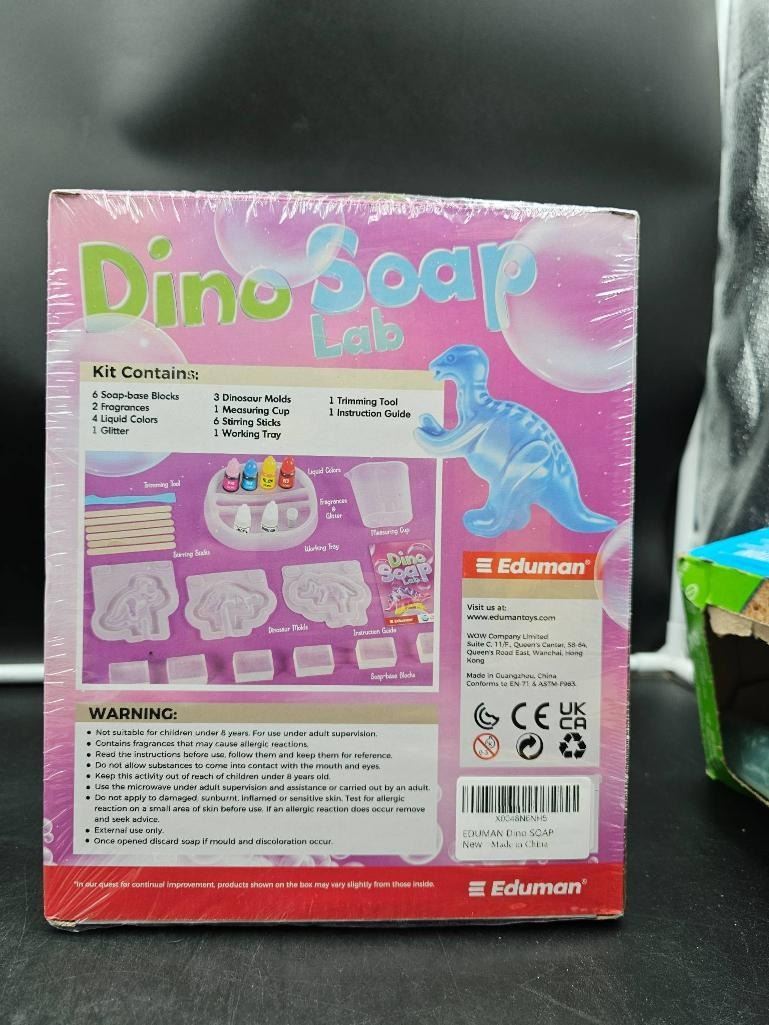 Dino Soap
Lab
Kit Contains:
6 Soap-base Blocks
2 Fragrances
4 Liquid Colors
1 Glitter
3 Dinosaur Molds
1 Measuring Cup
6 Stirring Sticks
1 Working Tray
1 Trimming Tool
1 Instruction Guide
Trimming Tool
Liquid Colors
Fragrances
&
Glitter
Measuring Cup
Stirring Sticks
Working Tray
Dino
Soap
Lab
Eduman
Dinosaur Molds
Instruction Guide
Soap-base Blocks
Eduman®
Visit us at:
www.edumantoys.com
WOW Company Limited
Suite C, 11/F., Queen's Center, 58-64,
Queen's Road East, Wanchai, Hong
Kong
Made in Guangzhou, China
Conforms to EN-71 & ASTM-F963.
CE
UK
CA
0-3
WARNING:
• Not suitable for children under 8 years. For use under adult supervision.
• Contains fragrances that may cause allergic reactions.
• Read the instructions before use, follow them and keep them for reference.
• Do not allow substances to come into contact with the mouth and eyes.
• Keep this activity out of reach of children under 8 years old.
• Use the microwave under adult supervision and assistance or carried out by an adult.
• Do not apply to damaged, sunburnt, inflamed or sensitive skin. Test for allergic
reaction on a small area of skin before use. If an allergic reaction does occur remove
and seek advice.
• External use only.
• Once opened discard soap if mould and discoloration occur.
X0048N6NH5
EDUMAN Dino SOAP
New Made in China
*In our quest for continual improvement, products shown on the box may vary slightly from those inside.
Eduman®